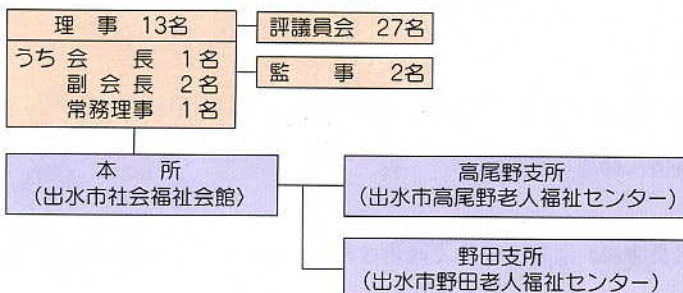 理 事 13名
評議員会 27名
うち 会 長 1名
副 会 長 2名
常務理事 1名
監 事 2名
本 所
(出水市社会福祉会館〉
高尾野支所
(出水市高尾野老人福祉センター)
野田支所
(出水市野田老人福祉センター)